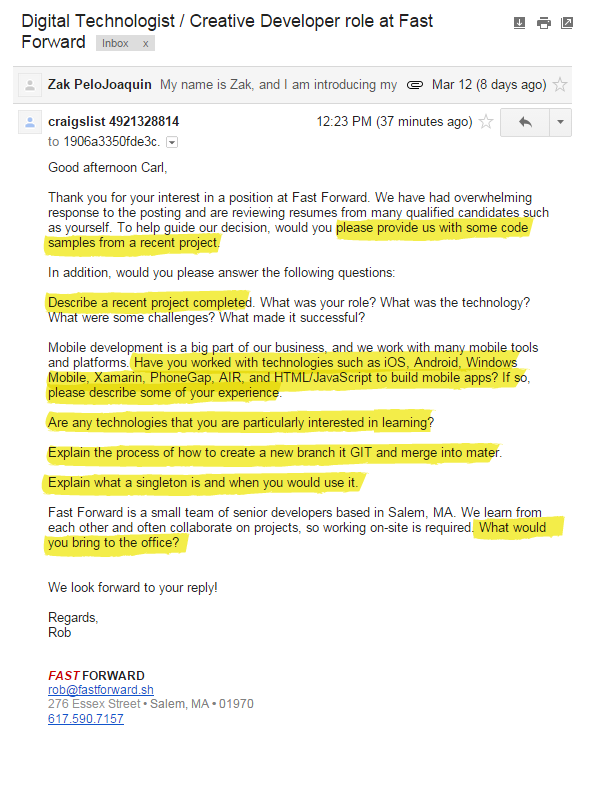 Digital Technologist / Creative Developer role at Fast
Forward Inbox x
Zak PeloJoaquin My name is Zak, and I am introducing my Mar 12 (8 days ago)
craigslist 4921328814 12:23 PM (37 minutes ago)
to 1906a3350fde3c.
Good afternoon Carl,
Thank you for your interest in a position at Fast Forward. We have had overwhelming
response to the posting and are reviewing resumes from many qualified candidates such
as yourself. To help guide our decision, would you please provide us with some code
samples from a recent project.
In addition, would you please answer the following questions:
Describe a recent project completed. What was your role? What was the technology?
What were some challenges? What made it successful?
Mobile development is a big part of our business, and we work with many mobile tools
and platforms. Have you worked with technologies such as iOS, Android, Windows
Mobile, Xamarin, PhoneGap, AIR, and HTML/JavaScript to build mobile apps? If so,
please describe some of your experience.
Are any technologies that you are particularly interested in learning?
Explain the process of how to create a new branch it GIT and merge into mater.
Explain what a singleton is and when you would use it.
Fast Forward is a small team of senior developers based in Salem, MA. We learn from
each other and often collaborate on projects, so working on-site is required. What would
you bring to the office?
We look forward to your reply!
Regards,
Rob
FAST FORWARD
rob@fastforward.sh
276 Essex Street • Salem, MA • 01970
617.590.7157